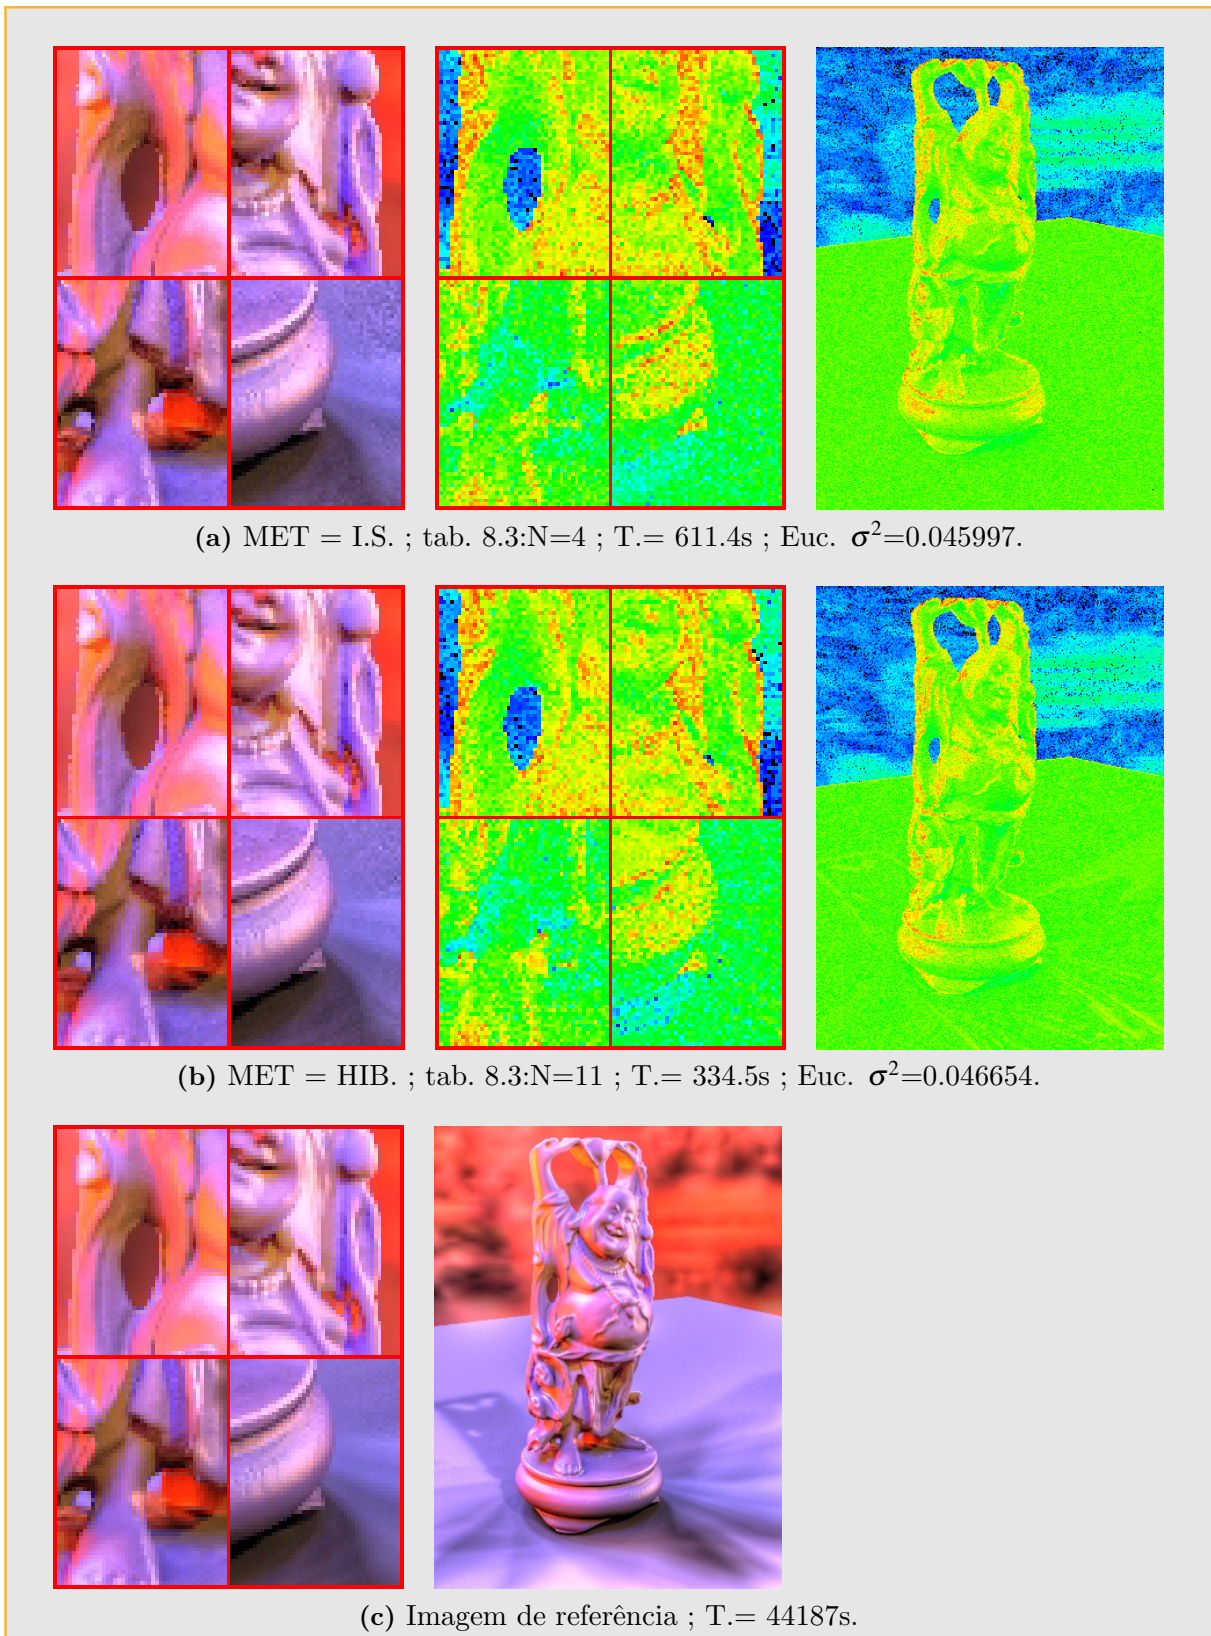 (a) MET = I.S. ; tab. 8.3:N=4 ; T.= 611.4s ; Euc. σ²=0.045997.
(b) MET = HIB. ; tab. 8.3:N=11 ; T.= 334.5s ; Euc. σ²=0.046654.
(c) Imagem de referência ; T.= 44187s.